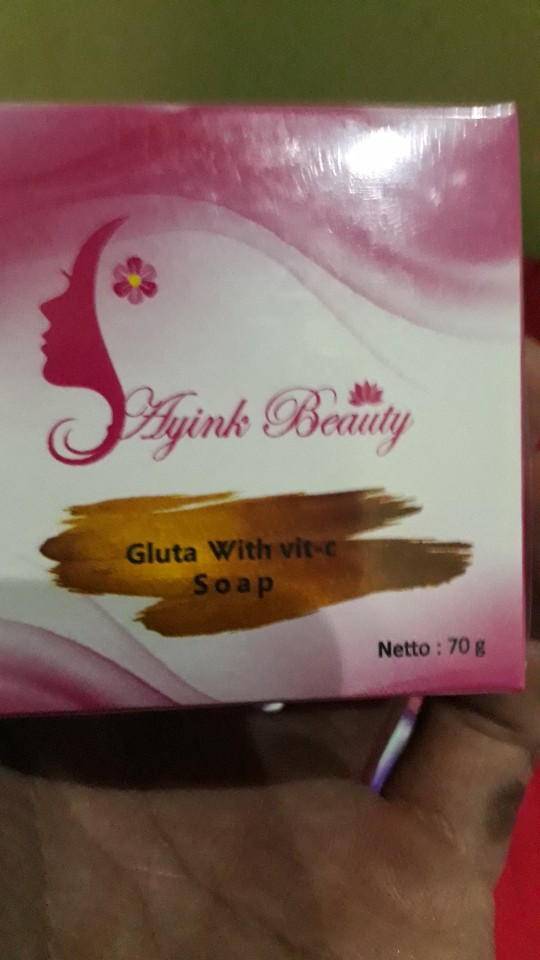 Ayink Beauty
Gluta With vit-c
Soap
Netto : 70 g